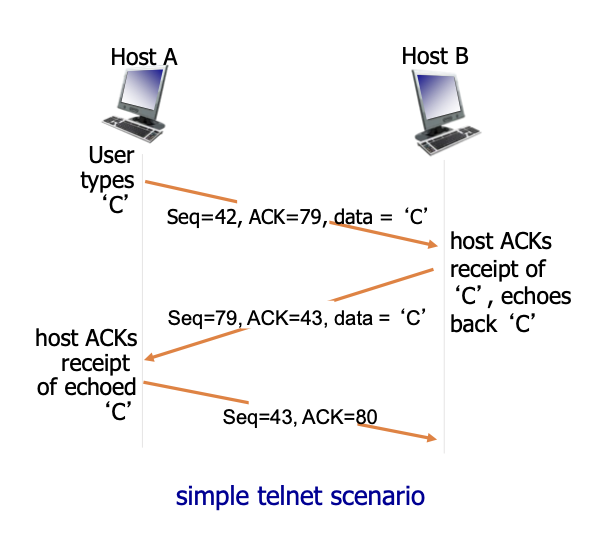 Host A
Host B
User
types
‘C’
Seq=42, ACK=79, data = ‘C’
host ACKs
receipt of
‘C’, echoes
back ‘C’
Seq=79, ACK=43, data = ‘C’
host ACKs
receipt
of echoed
‘C’
Seq=43, ACK=80
simple telnet scenario